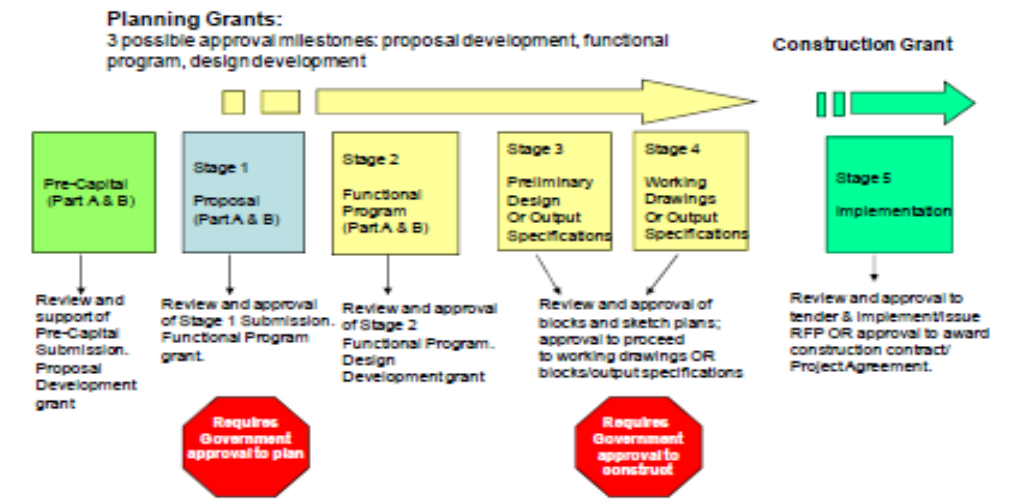 Planning Grants:
3 possible approval milestones: proposal development, functional
program, design development
Construction Grant
Pre-Capital
(Part A & B)
Stage 1
Proposal
(Part A & B)
Stage 2
Functional
Program
(Part A & B)
Stage 3
Preliminary
Design
Or Output
Specifications
Stage 4
Working
Drawings
Or Output
Specifications
Stage 5
Implementation
Review and
support of
Pre-Capital
Submission.
Proposal
Development
grant
Review and approval
of Stage 1 Submission.
Functional Program
grant.
Review and approval
of Stage 2
Functional Program.
Design
Development grant
Review and approval of
blocks and sketch plans;
approval to proceed
to working drawings OR
blocks/output specifications
Review and approval to
tender & implement/issue
RFP OR approval to award
construction contract/
Project Agreement.
Requires
Government
approval to plan
Requires
Government
approval to
construct